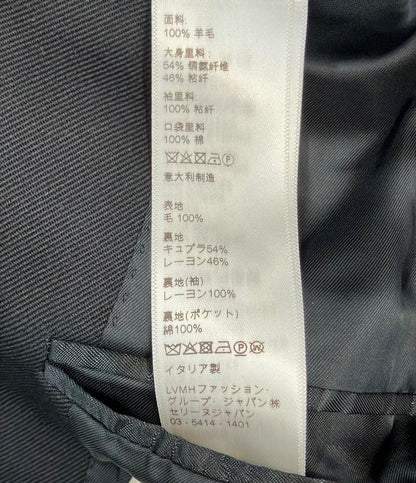 面料:
100% 羊毛
大身里料:
54% 铜氨纤维
46% 粘纤
袖里料:
100% 粘纤
口袋里料:
100% 棉
意大利制造
表地
毛 100%
裏地
キュプラ54%
レーヨン46%
裏地(袖)
レーヨン100%
裏地(ポケット)
綿100%
イタリア製
LVMHファッション・
グループ・ジャパン㈱
セリーヌジャパン
03-5414-1401